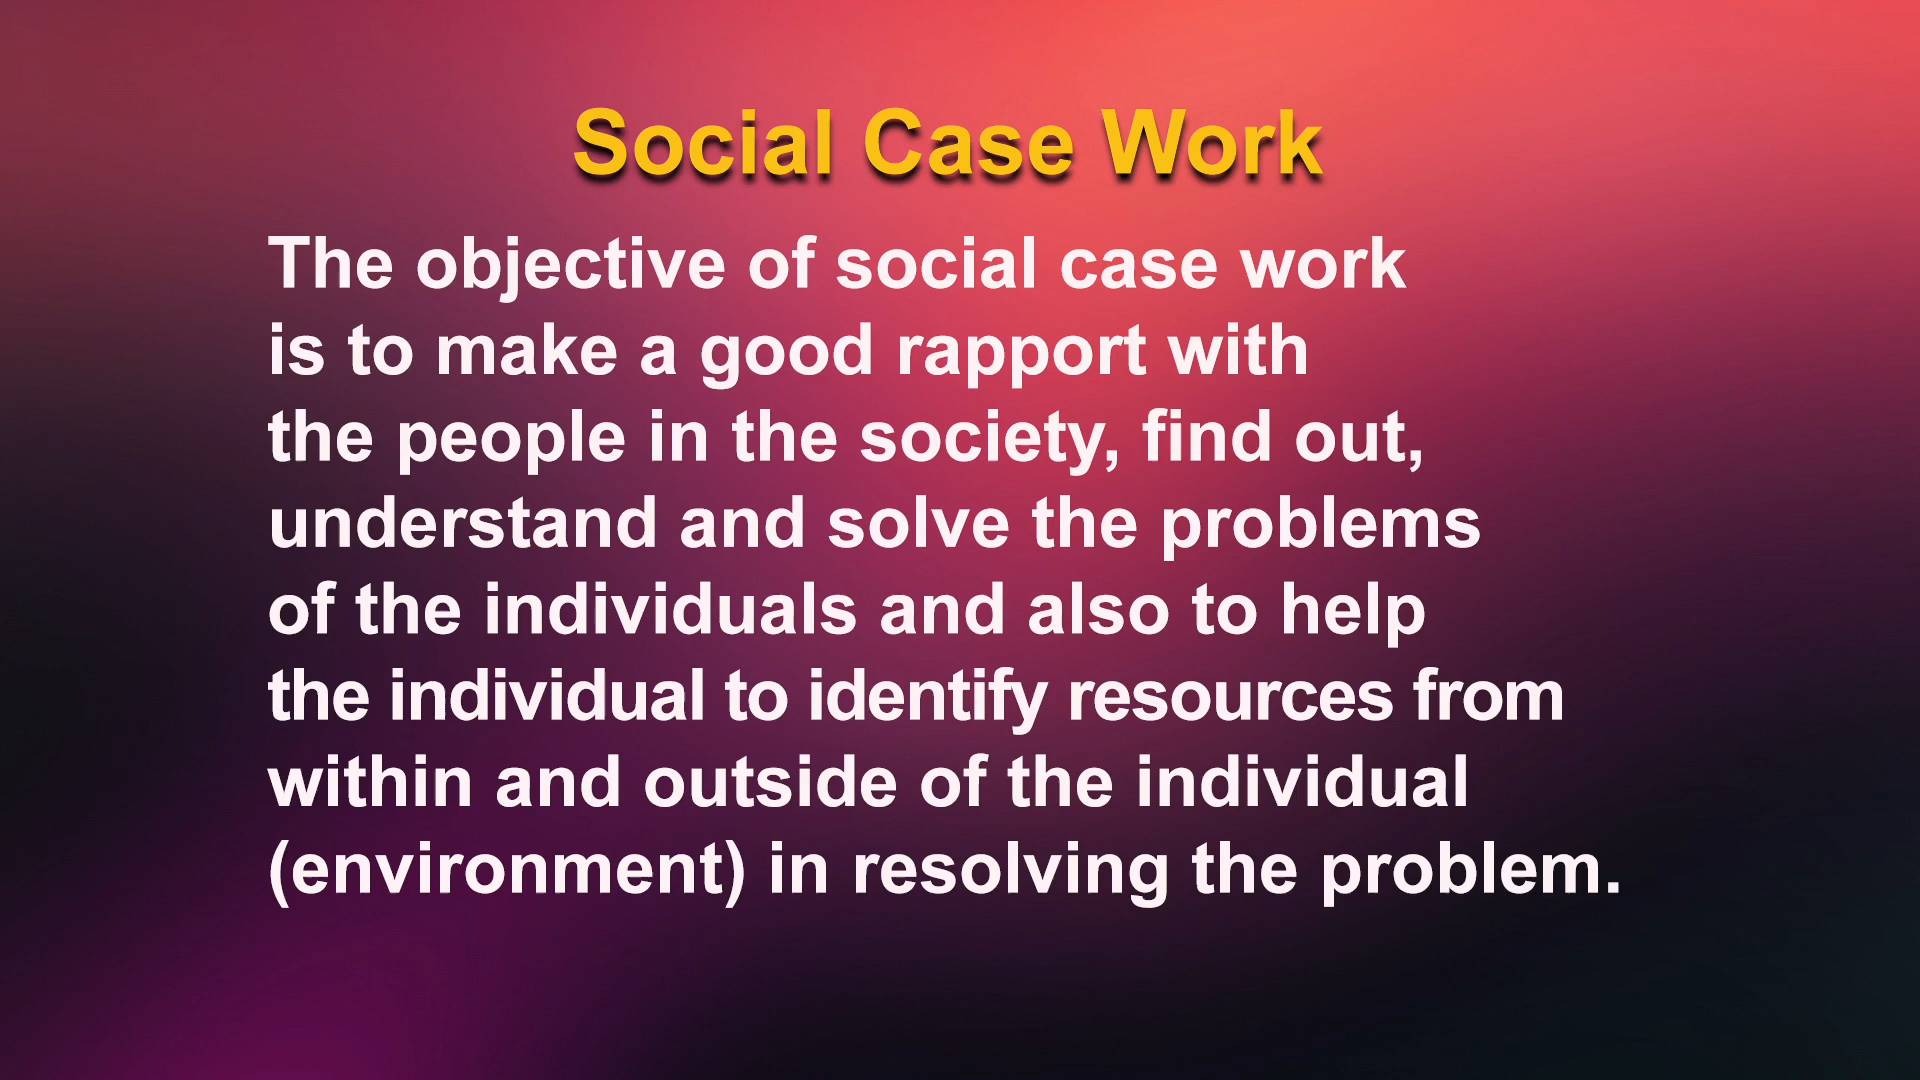 Social Case Work
The objective of social case work
is to make a good rapport with
the people in the society, find out,
understand and solve the problems
of the individuals and also to help
the individual to identify resources from
within and outside of the individual
(environment) in resolving the problem.